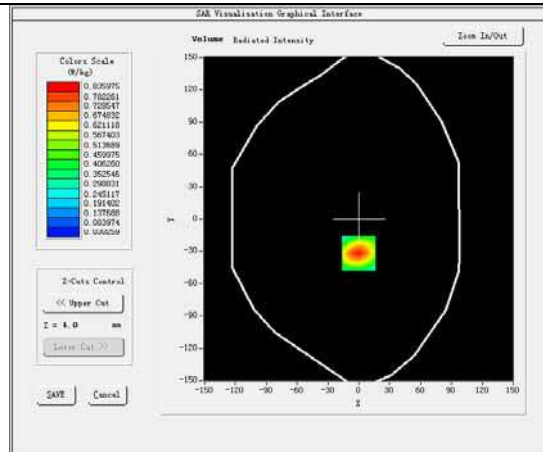 SAR Visualisation Graphical Interface
Volume Radiated Intensity
Zoom In/Out
Colors Scale
(W/kg)
0.835975
0.782261
0.728547
0.674832
0.621118
0.567403
0.513689
0.459975
0.406260
0.352546
0.298831
0.245117
0.191402
0.137688
0.083974
0.030259
Z-Cuts Control
<< Upper Cut
Z = 4.0 mm
Lower Cut >>
SAVE
Cancel
150
120
90
60
30
0
-30
-60
-90
-120
-150
Y
-150 -120 -90 -60 -30 0 30 60 90 120 150
X